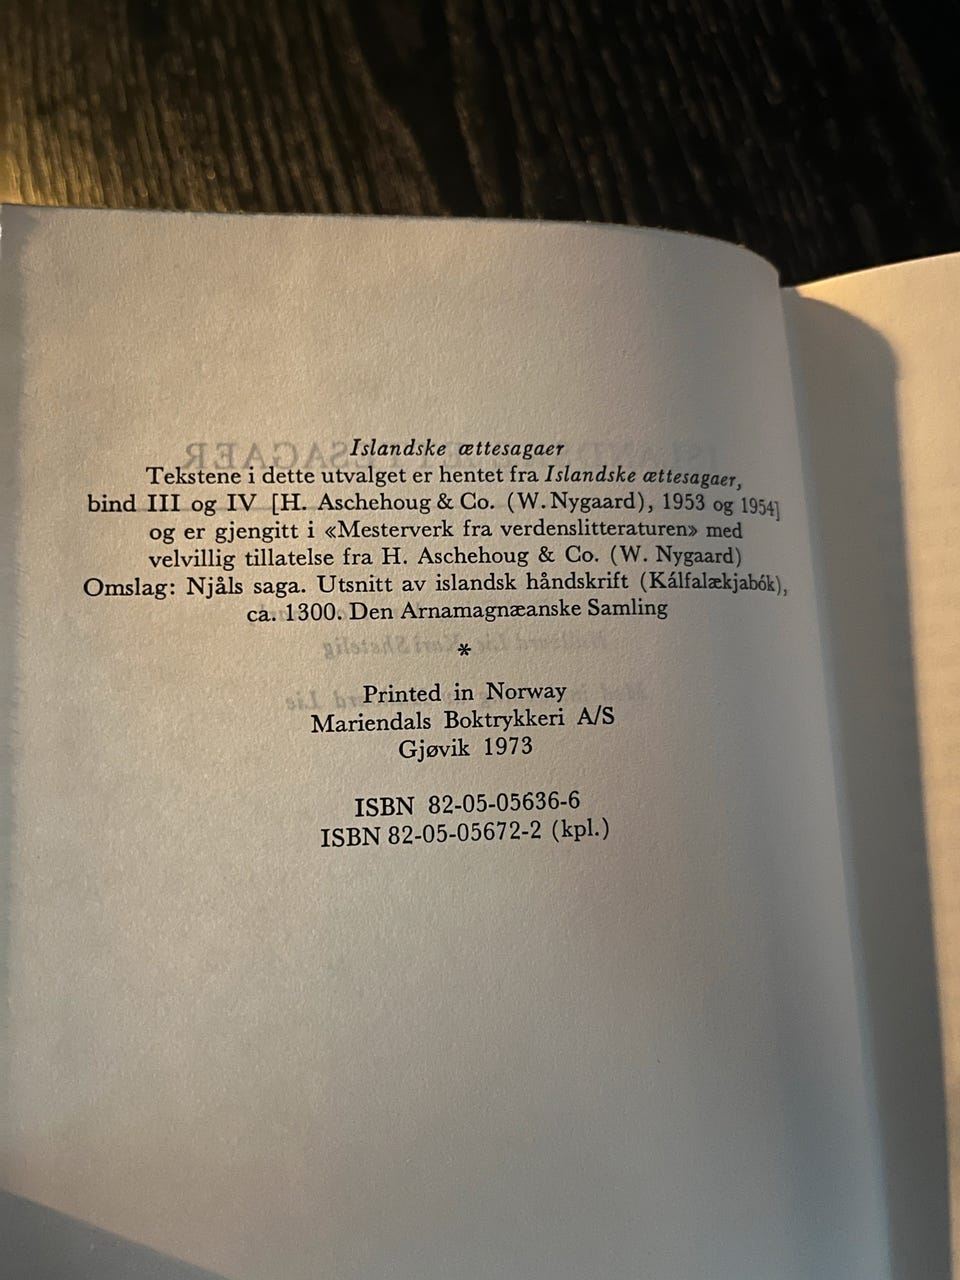 Islandske ættesagaer
Tekstene i dette utvalget er hentet fra Islandske ættesagaer,
bind III og IV [H. Aschehoug & Co. (W. Nygaard), 1953 og 1954]
og er gjengitt i «Mesterverk fra verdenslitteraturen» med
velvillig tillatelse fra H. Aschehoug & Co. (W. Nygaard)
Omslag: Njåls saga. Utsnitt av islandsk håndskrift (Kálfalækjabók),
ca. 1300. Den Arnamagnæanske Samling
*
Printed in Norway
Mariendals Boktrykkeri A/S
Gjøvik 1973
ISBN 82-05-05636-6
ISBN 82-05-05672-2 (kpl.)